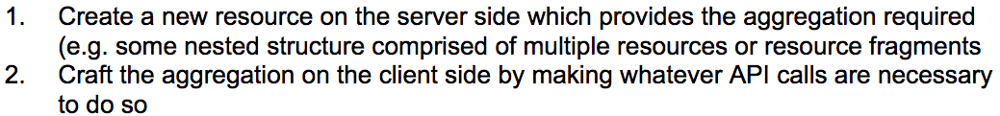 1. Create a new resource on the server side which provides the aggregation required
(e.g. some nested structure comprised of multiple resources or resource fragments
2. Craft the aggregation on the client side by making whatever API calls are necessary
to do so